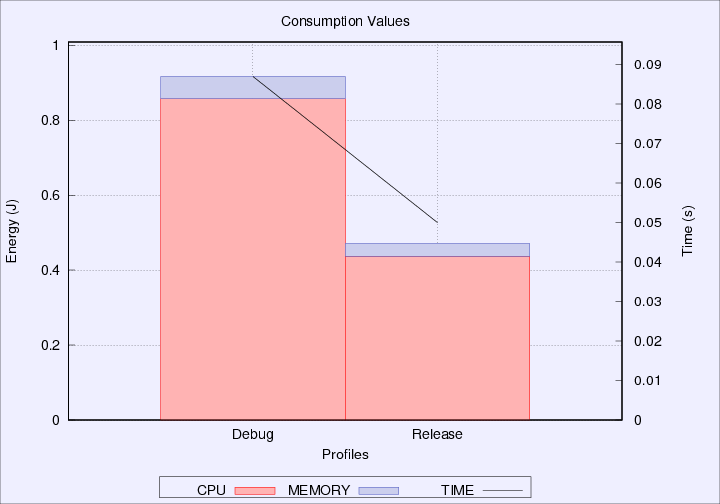 Consumption Values
1
0.8
0.6
0.4
0.2
0
Energy (J)
0.09
0.08
0.07
0.06
0.05
0.04
0.03
0.02
0.01
0
Time (s)
Debug Release
Profiles
CPU MEMORY TIME